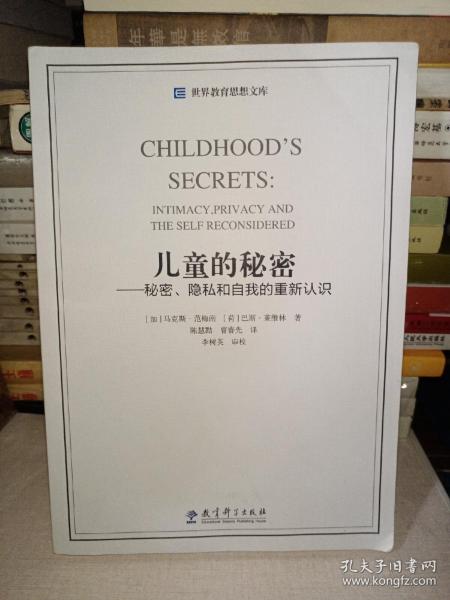 世界教育思想文库
CHILDHOOD'S
SECRETS:
INTIMACY,PRIVACY AND
THE SELF RECONSIDERED
儿童的秘密
——秘密、隐私和自我的重新认识
［加］马克斯·范梅南 ［荷］巴斯·莱维林 著
陈慧黠 曹赛先 译
李树英 审校
教育科学出版社
Educational Science Publishing House
孔夫子旧书网
www.kongfz.com